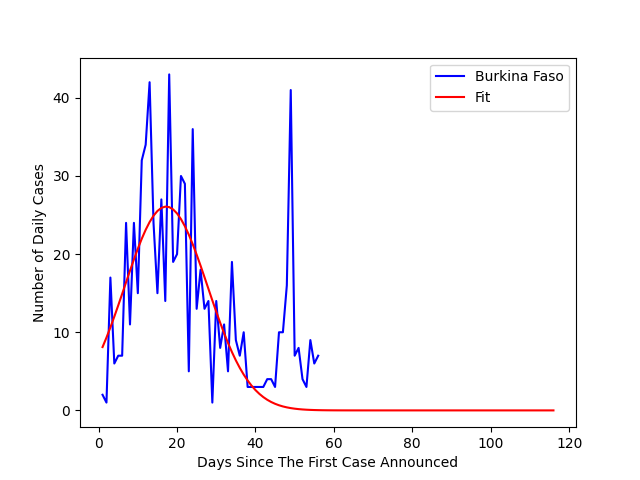 Burkina Faso
Fit
Number of Daily Cases
40
30
20
10
0
0 20 40 60 80 100 120
Days Since The First Case Announced